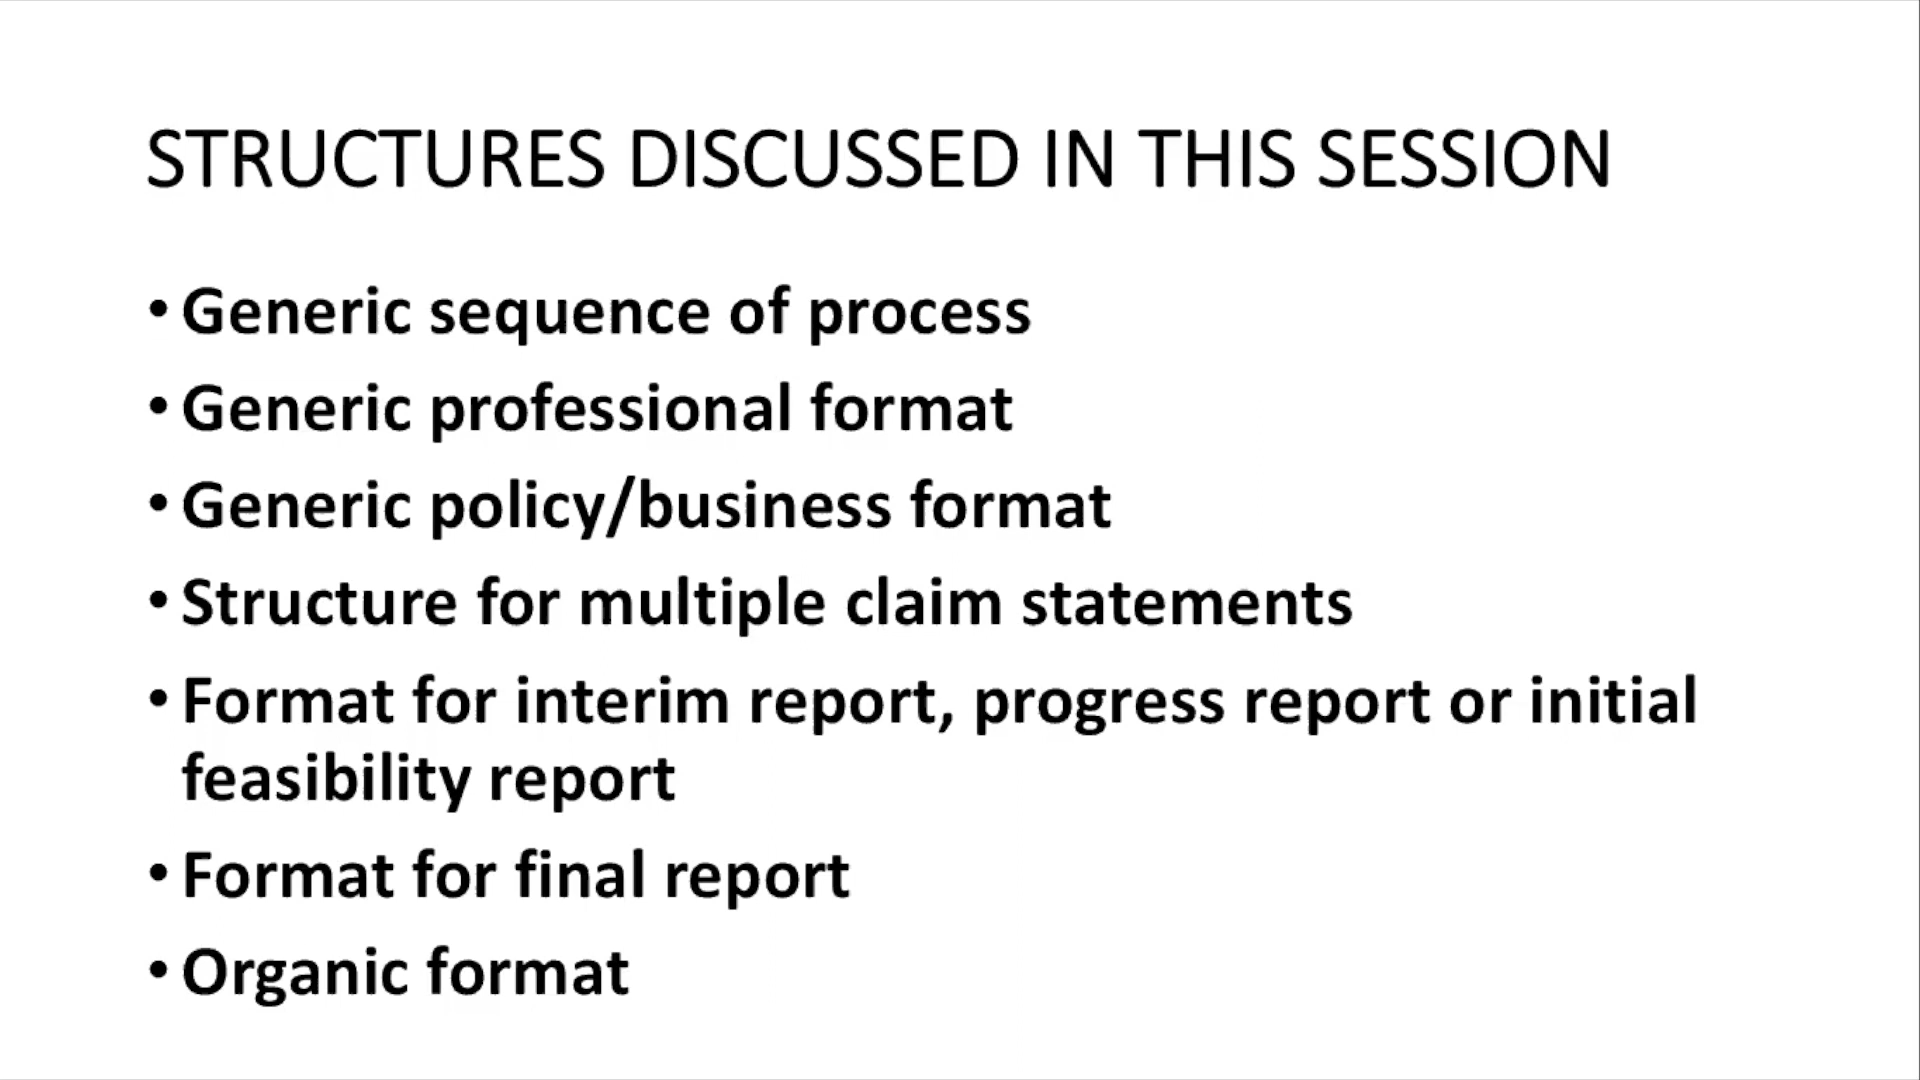 STRUCTURES DISCUSSED IN THIS SESSION
• Generic sequence of process
• Generic professional format
• Generic policy/business format
• Structure for multiple claim statements
• Format for interim report, progress report or initial
feasibility report
• Format for final report
• Organic format